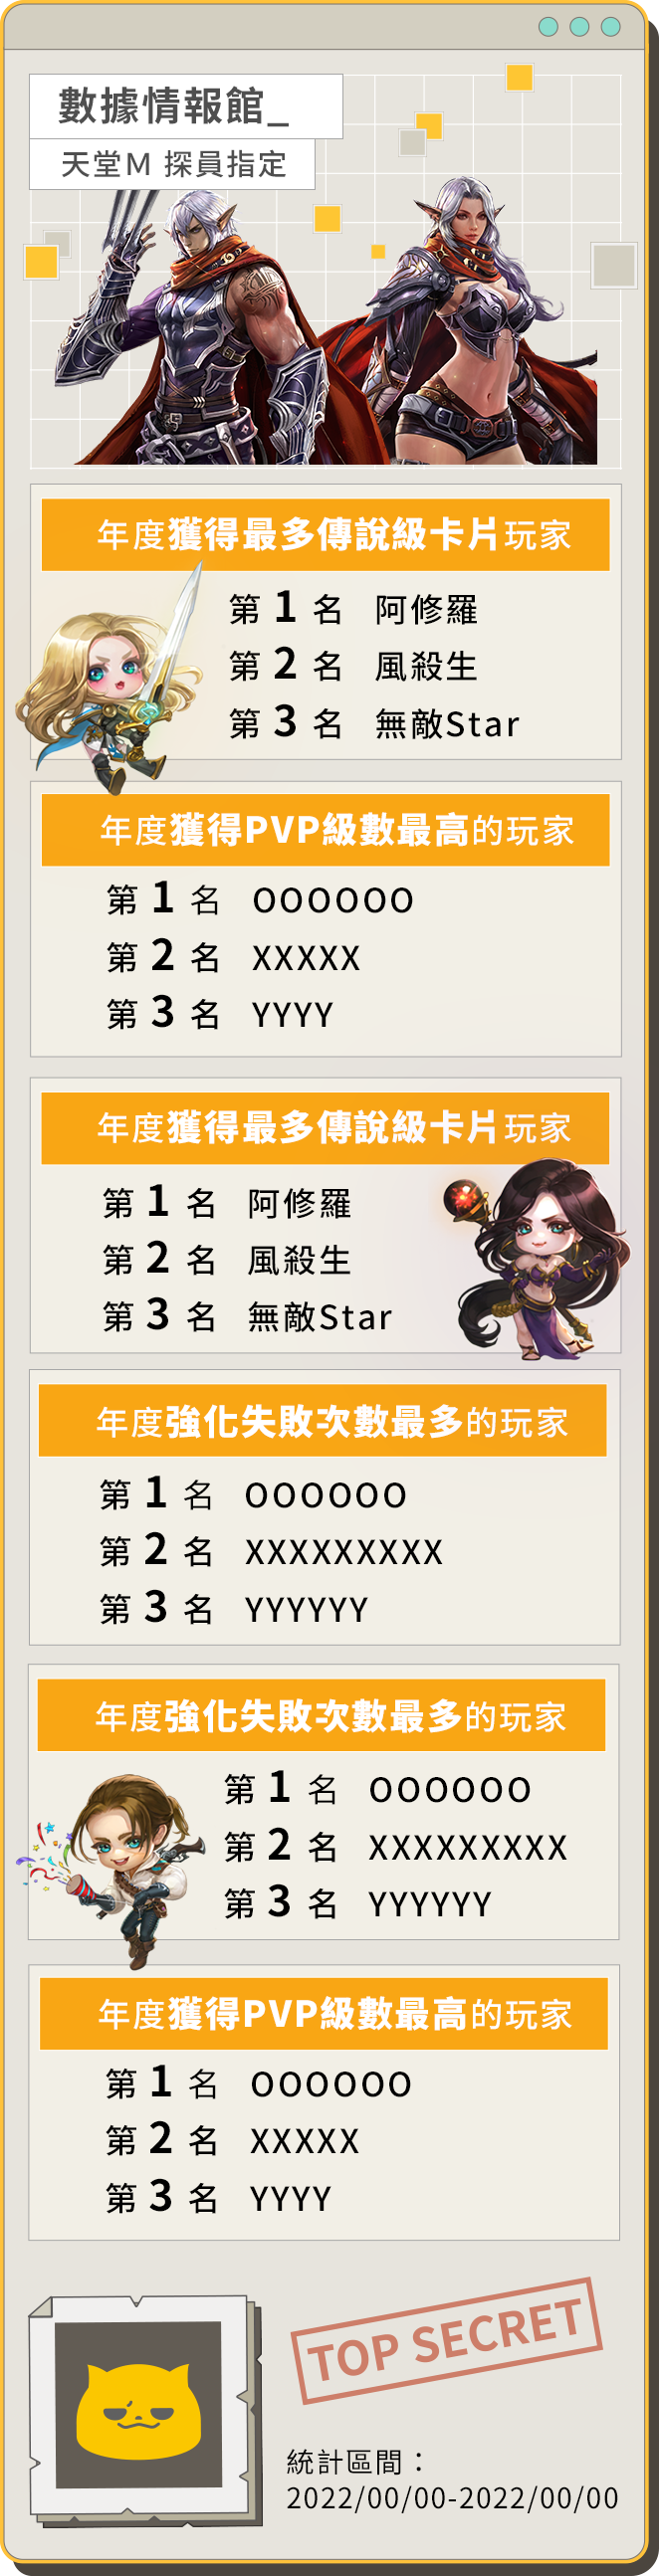 數據情報館_
天堂M 探員指定
年度獲得最多傳說級卡片玩家
第 1 名 阿修羅
第 2 名 風殺生
第 3 名 無敵Star
年度獲得PVP級數最高的玩家
第 1 名 OOOOOO
第 2 名 XXXXX
第 3 名 YYYY
年度獲得最多傳說級卡片玩家
第 1 名 阿修羅
第 2 名 風殺生
第 3 名 無敵Star
年度強化失敗次數最多的玩家
第 1 名 OOOOOO
第 2 名 XXXXXXXXX
第 3 名 YYYYYY
年度強化失敗次數最多的玩家
第 1 名 OOOOOO
第 2 名 XXXXXXXXX
第 3 名 YYYYYY
年度獲得PVP級數最高的玩家
第 1 名 OOOOOO
第 2 名 XXXXX
第 3 名 YYYY
TOP SECRET
統計區間：
2022/00/00-2022/00/00